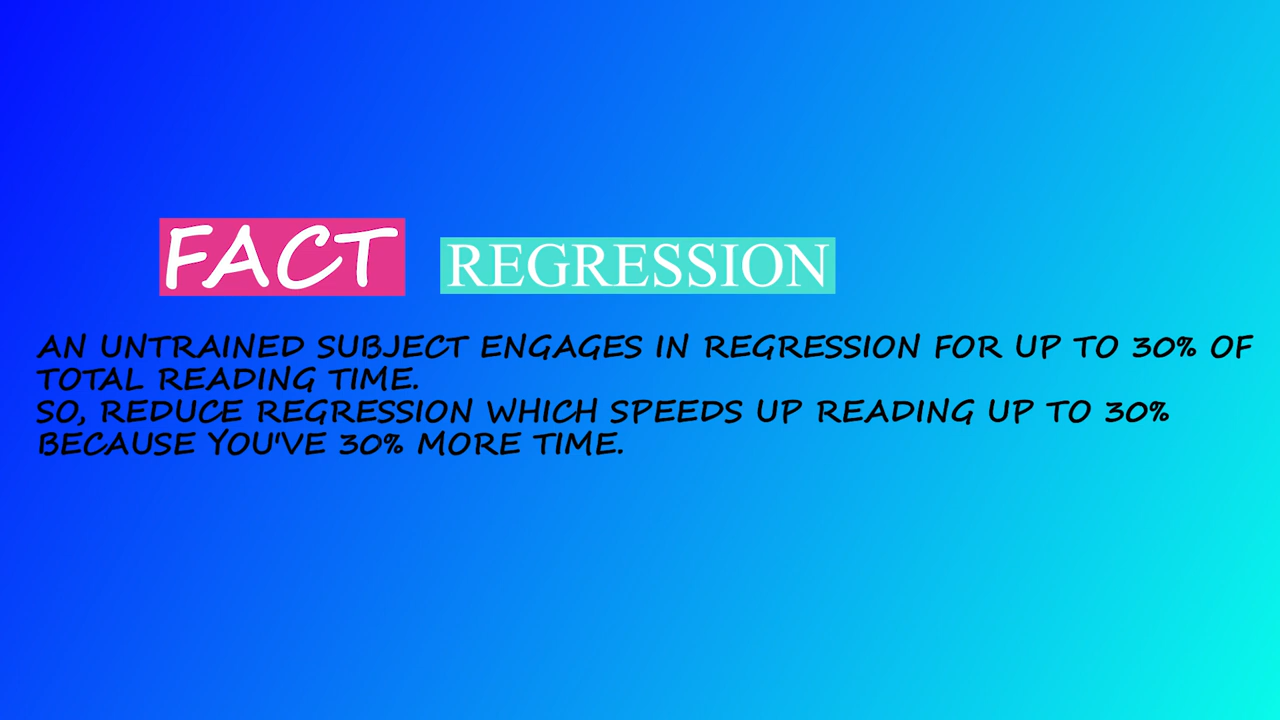 FACT REGRESSION
AN UNTRAINED SUBJECT ENGAGES IN REGRESSION FOR UP TO 30% OF
TOTAL READING TIME.
SO, REDUCE REGRESSION WHICH SPEEDS UP READING UP TO 30%
BECAUSE YOU'VE 30% MORE TIME.